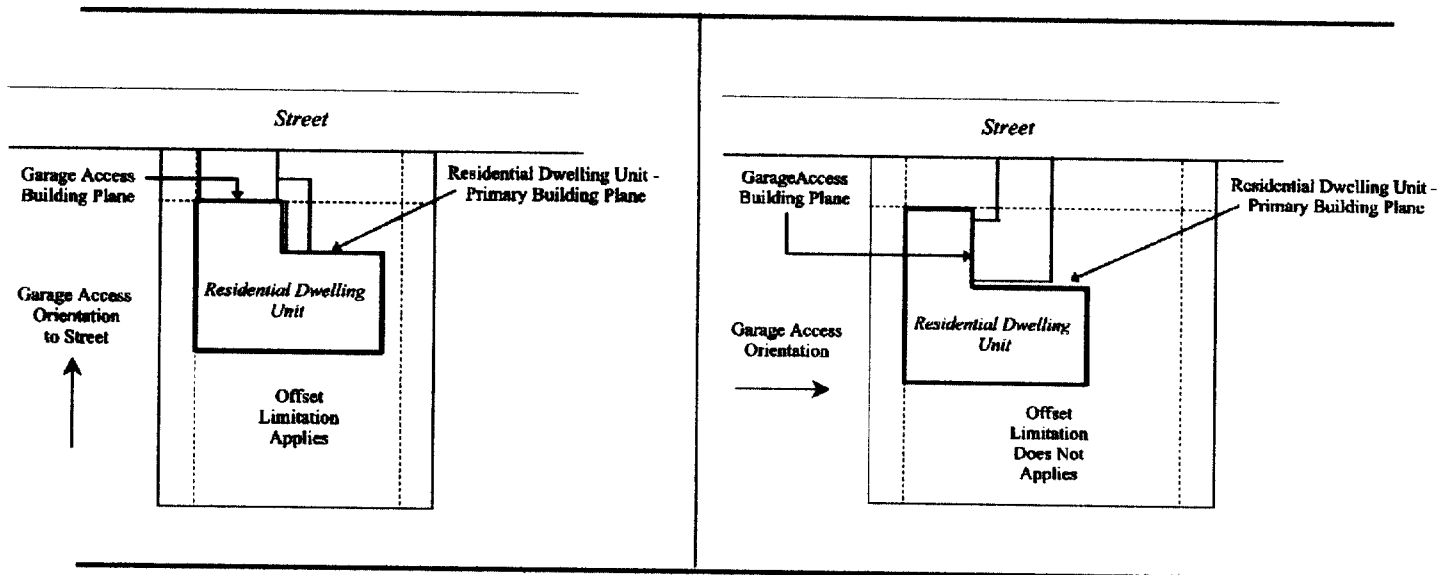 Street
Garage Access
Building Plane
Residential Dwelling Unit -
Primary Building Plane
Garage Access
Orientation
to Street
Residential Dwelling
Unit
Offset
Limitation
Applies
Street
GarageAccess
Building Plane
Residential Dwelling Unit -
Primary Building Plane
Garage Access
Orientation
Residential Dwelling
Unit
Offset
Limitation
Does Not
Applies